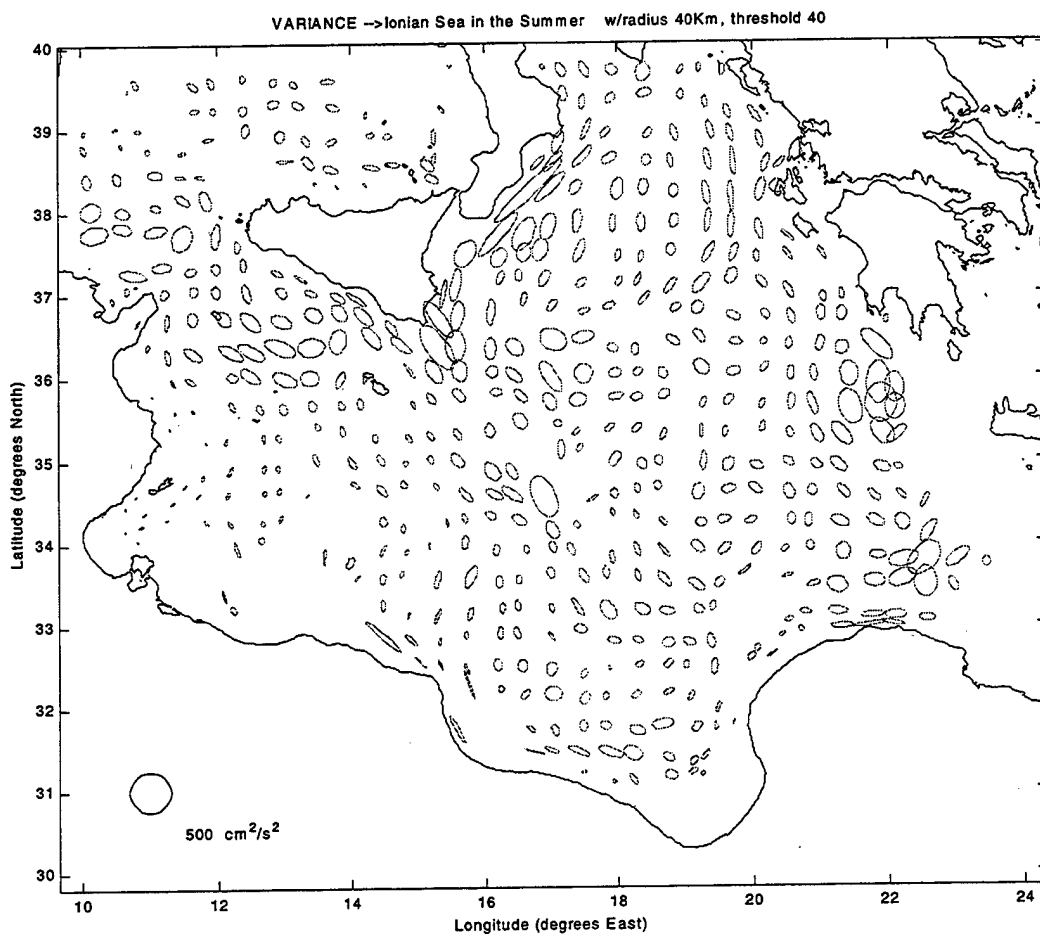 VARIANCE -->Ionian Sea in the Summer w/radius 40Km, threshold 40
40
39
38
37
36
35
34
33
32
31
30
Latitude (degrees North)
500 cm²/s²
10 12 14 16 18 20 22 24
Longitude (degrees East)